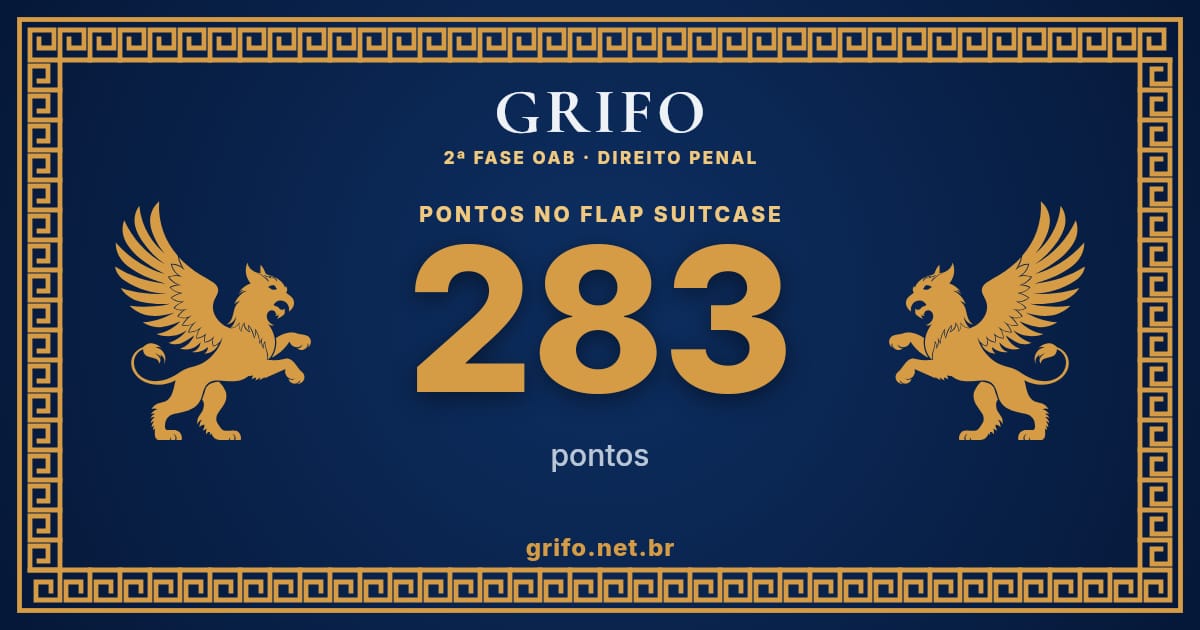 GRIFO
2ª FASE OAB · DIREITO PENAL
PONTOS NO FLAP SUITCASE
283
pontos
grifo.net.br